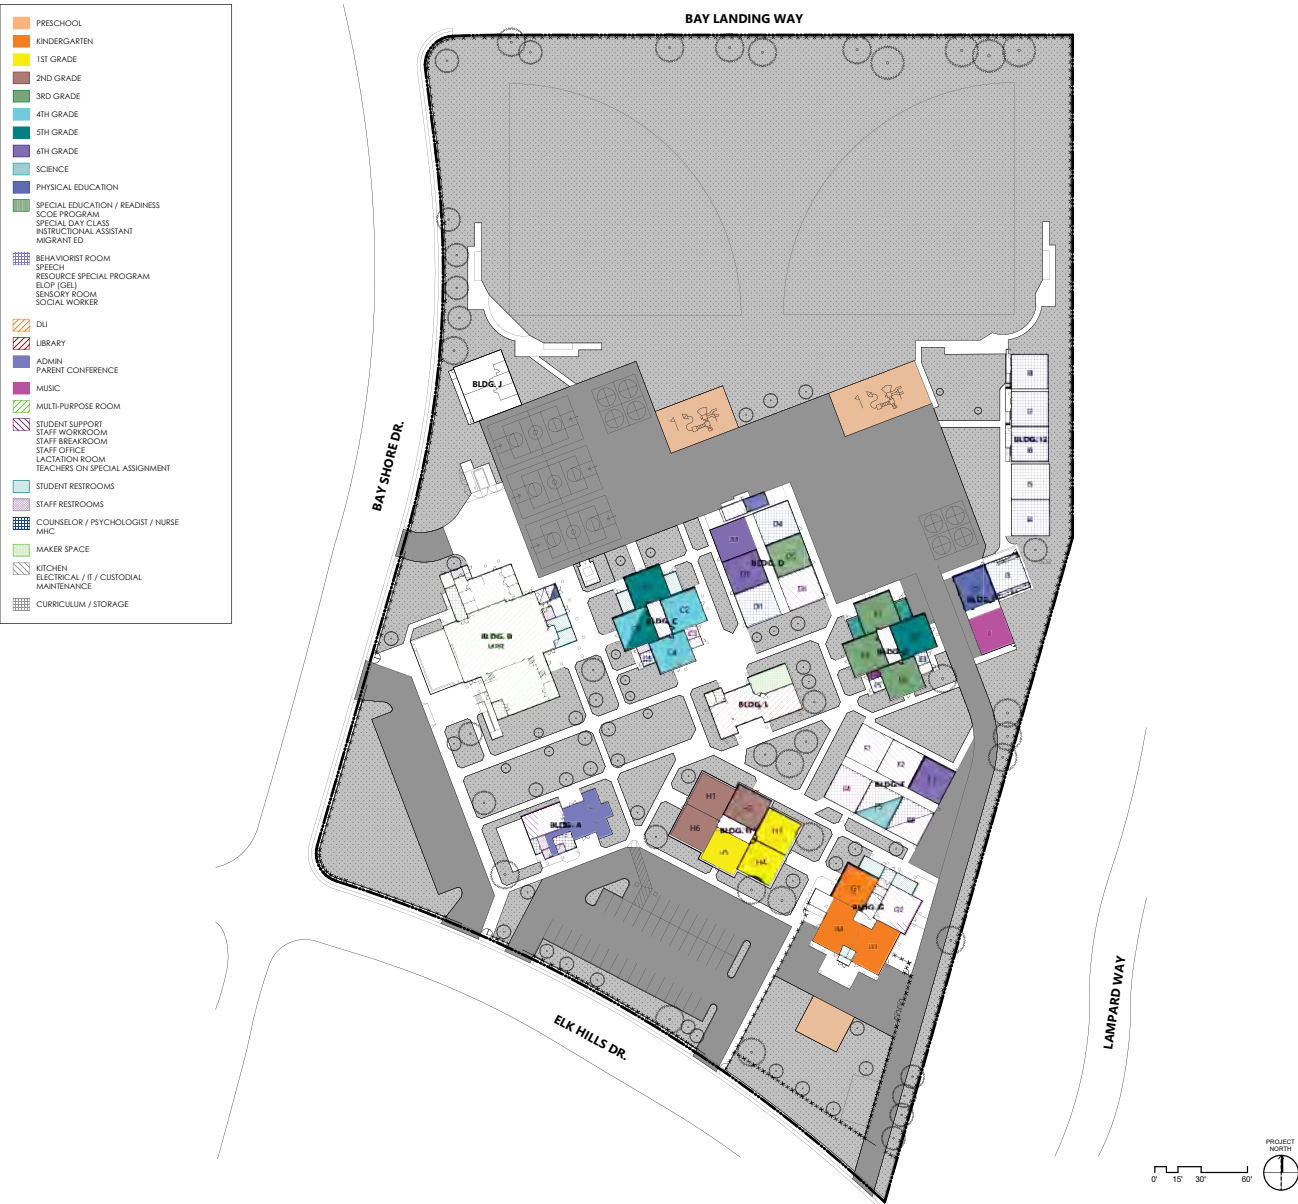 PRESCHOOL
KINDERGARTEN
1ST GRADE
2ND GRADE
3RD GRADE
4TH GRADE
5TH GRADE
6TH GRADE
SCIENCE
PHYSICAL EDUCATION
SPECIAL EDUCATION / READINESS
SCOE PROGRAM
SPECIAL DAY CLASS
INSTRUCTIONAL ASSISTANT
MIGRANT ED
BEHAVIORIST ROOM
SPEECH
RESOURCE SPECIAL PROGRAM
ELOP (GEL)
SENSORY ROOM
SOCIAL WORKER
DLI
LIBRARY
ADMIN
PARENT CONFERENCE
MUSIC
MULTI-PURPOSE ROOM
STUDENT SUPPORT
STAFF WORKROOM
STAFF BREAKROOM
STAFF OFFICE
LACTATION ROOM
TEACHERS ON SPECIAL ASSIGNMENT
STUDENT RESTROOMS
STAFF RESTROOMS
COUNSELOR / PSYCHOLOGIST / NURSE
MHC
MAKER SPACE
KITCHEN
ELECTRICAL / IT / CUSTODIAL
MAINTENANCE
CURRICULUM / STORAGE
BAY LANDING WAY
BAY SHORE DR.
BLDG. J
BLDG. D
D4
D1
BLDG. C
C2
BLDG. B
BLDG. L
F2
BLDG. F
BLDG. A
H1
H6
BLDG. H
H4
G1
G2
BLDG. G
ELK HILLS DR.
LAMPARD WAY
PROJECT
NORTH
0' 15' 30' 60'